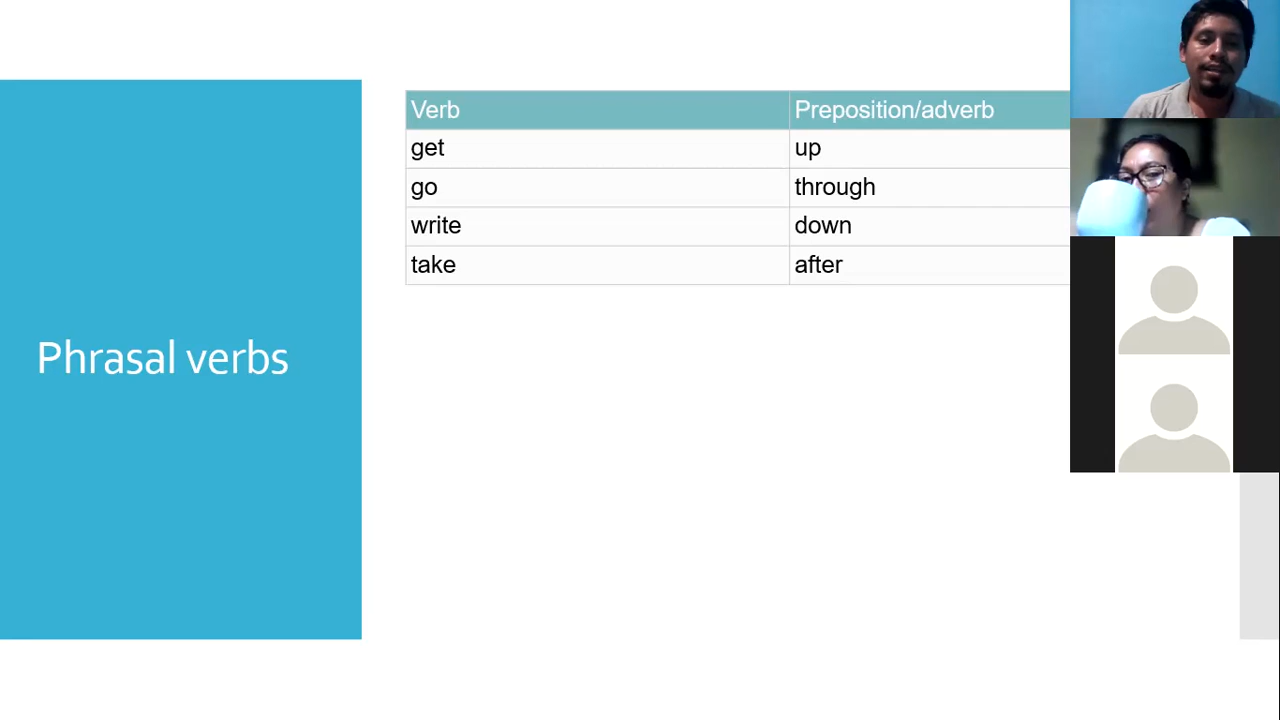 Phrasal verbs
Verb Preposition/adverb
get up
go through
write down
take after